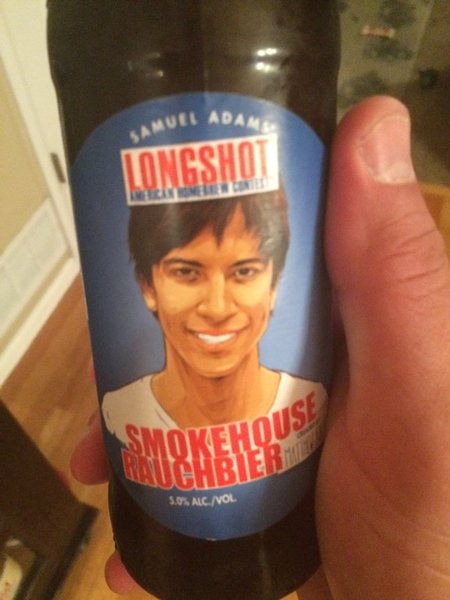 SAMUEL ADAMS
LONGSHOT
AMERICAN HOMEBREW CONTEST
SMOKEHOUSE
RAUCHBIER
5.0% ALC./VOL.